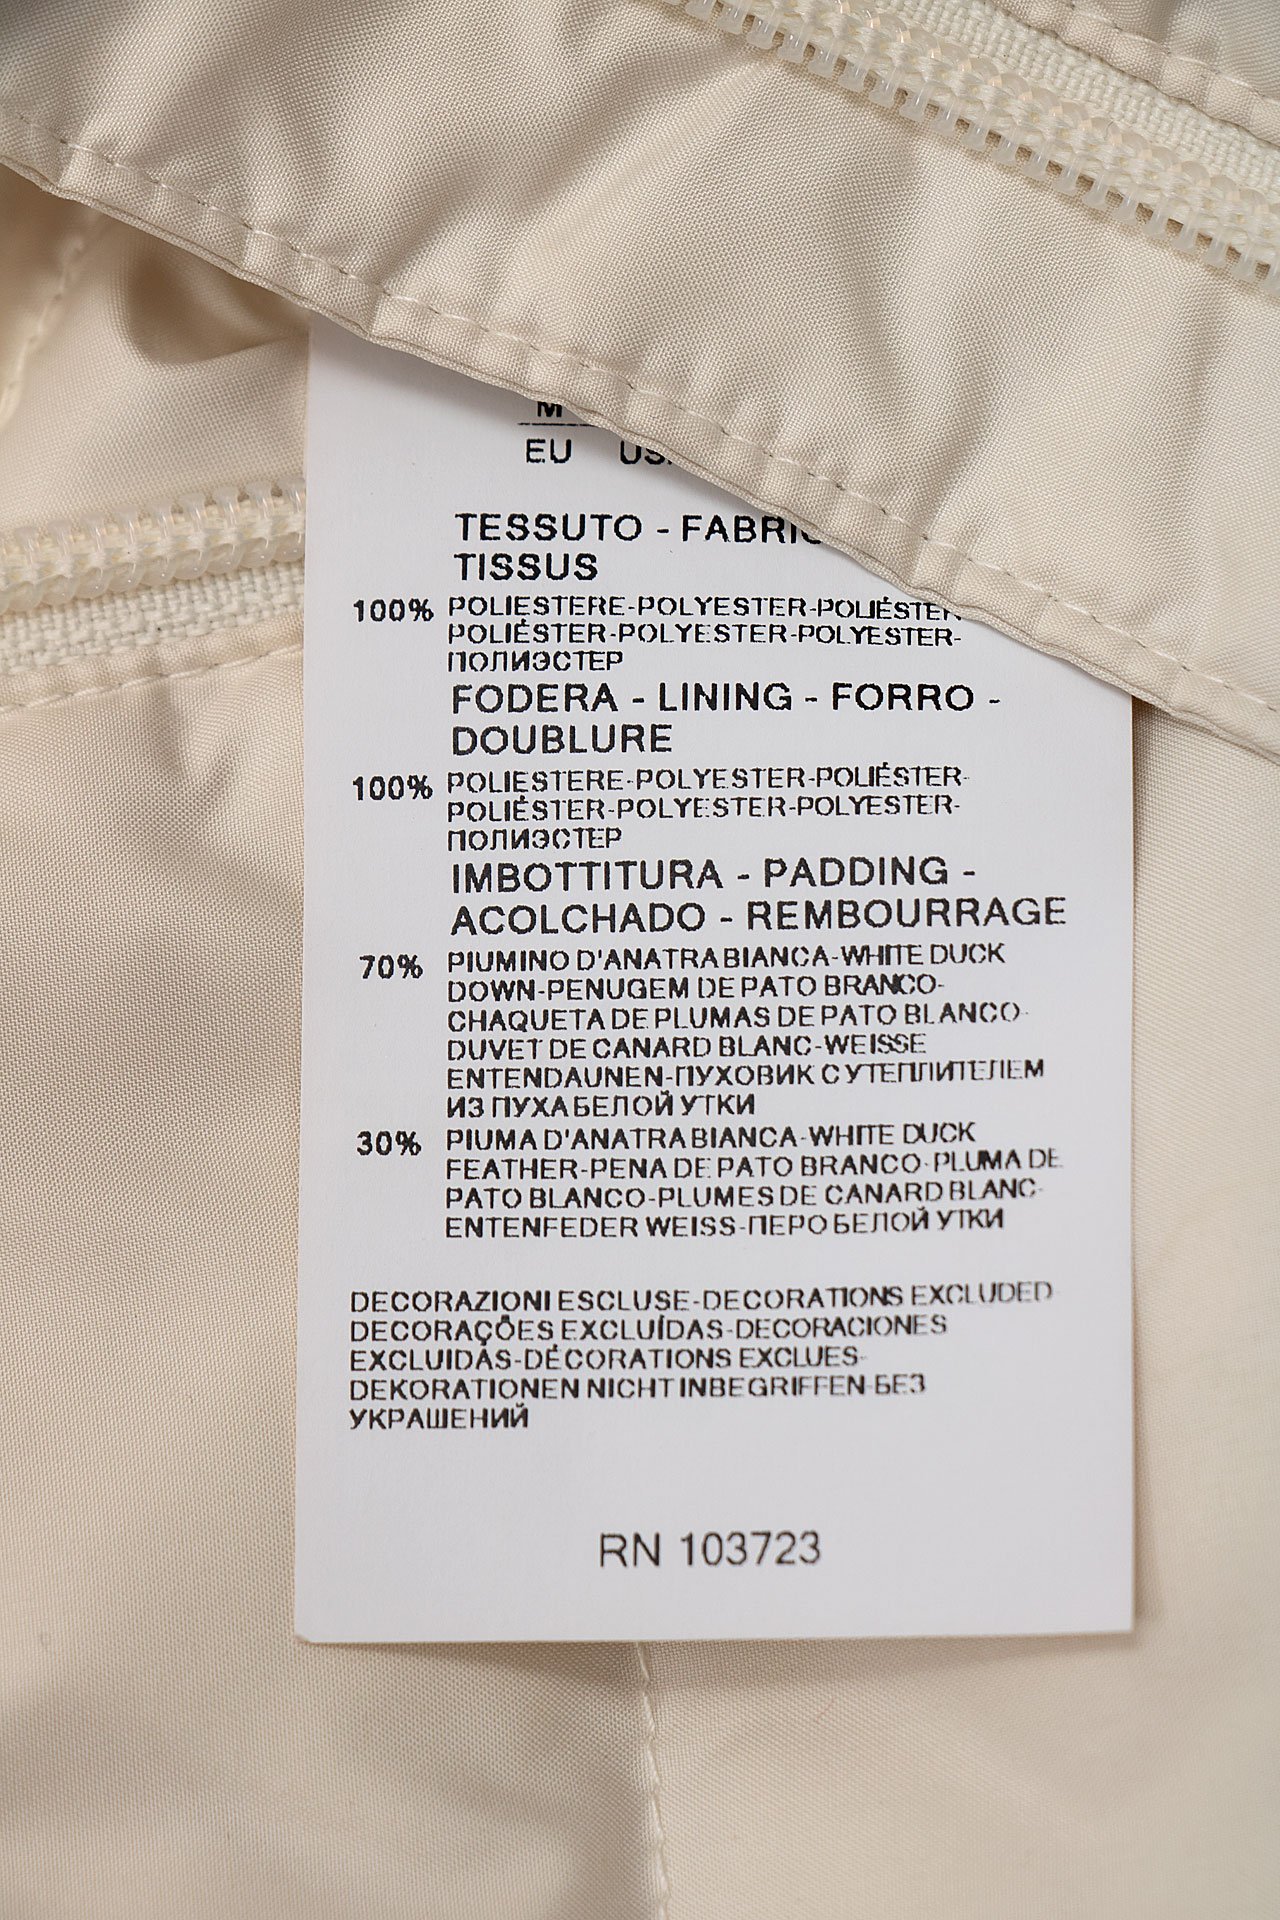 M
EU
TESSUTO -
TISSUS
100% POLIESTERE-POLYESTER-
POLIÉSTER-POLYESTER-POLYESTER-
ПОЛИЭСТЕР
FODERA - LINING - FORRO -
DOUBLURE
100% POLIESTERE-POLYESTER-POLIÉSTER-
POLIÉSTER-POLYESTER-POLYESTER-
ПОЛИЭСТЕР
IMBOTTITURA - PADDING -
ACOLCHADO - REMBOURRAGE
70% PIUMINO D'ANATRA BIANCA-WHITE DUCK
DOWN-PENUGEM DE PATO BRANCO-
CHAQUETA DE PLUMAS DE PATO BLANCO-
DUVET DE CANARD BLANC-WEISSE
ENTENDAUNEN-ПУХОВИК С УТЕПЛИТЕЛЕМ
ИЗ ПУХА БЕЛОЙ УТКИ
30% PIUMA D'ANATRA BIANCA-WHITE DUCK
FEATHER-PENA DE PATO BRANCO-PLUMA DE
PATO BLANCO-PLUMES DE CANARD BLANC-
ENTENFEDER WEISS-ПЕРО БЕЛОЙ УТКИ
DECORAZIONI ESCLUSE-DECORATIONS EXCLUDED-
DECORAÇÕES EXCLUÍDAS-DECORACIONES
EXCLUIDAS-DÉCORATIONS EXCLUES-
DEKORATIONEN NICHT INBEGRIFFEN-БЕЗ
УКРАШЕНИЙ
RN 103723